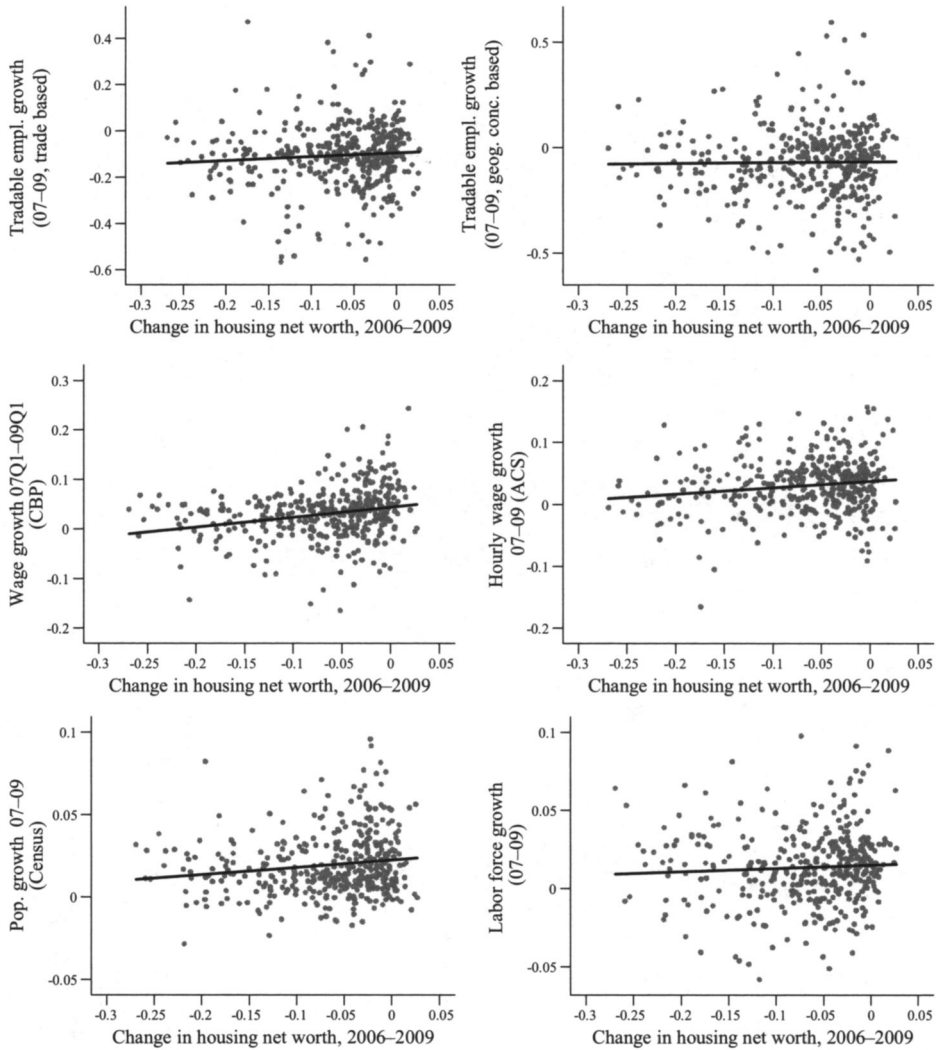 Tradable empl. growth
(07–09, trade based)
0.4
0.2
0
-0.2
-0.4
-0.6
-0.3 -0.25 -0.2 -0.15 -0.1 -0.05 0 0.05
Change in housing net worth, 2006–2009
Tradable empl. growth
(07–09, geog. conc. based)
0.5
0
-0.5
-0.3 -0.25 -0.2 -0.15 -0.1 -0.05 0 0.05
Change in housing net worth, 2006–2009
Wage growth 07Q1–09Q1
(CBP)
0.3
0.2
0.1
0
-0.1
-0.2
-0.3 -0.25 -0.2 -0.15 -0.1 -0.05 0 0.05
Change in housing net worth, 2006–2009
Hourly wage growth
07–09 (ACS)
0.2
0.1
0
-0.1
-0.2
-0.3 -0.25 -0.2 -0.15 -0.1 -0.05 0 0.05
Change in housing net worth, 2006–2009
Pop. growth 07–09
(Census)
0.1
0.05
0
-0.05
-0.3 -0.25 -0.2 -0.15 -0.1 -0.05 0 0.05
Change in housing net worth, 2006–2009
Labor force growth
(07–09)
0.1
0.05
0
-0.05
-0.3 -0.25 -0.2 -0.15 -0.1 -0.05 0 0.05
Change in housing net worth, 2006–2009